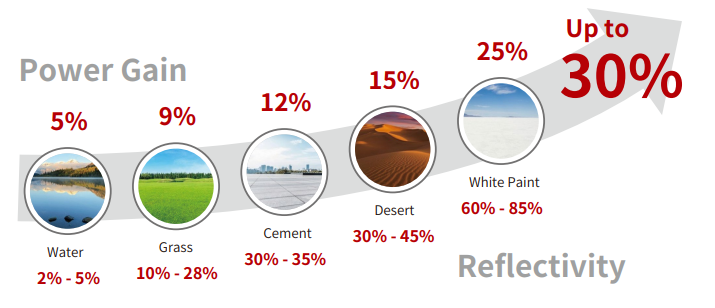 Power Gain
5%
9%
12%
15%
25%
Up to
30%
Water
2% - 5%
Grass
10% - 28%
Cement
30% - 35%
Desert
30% - 45%
White Paint
60% - 85%
Reflectivity